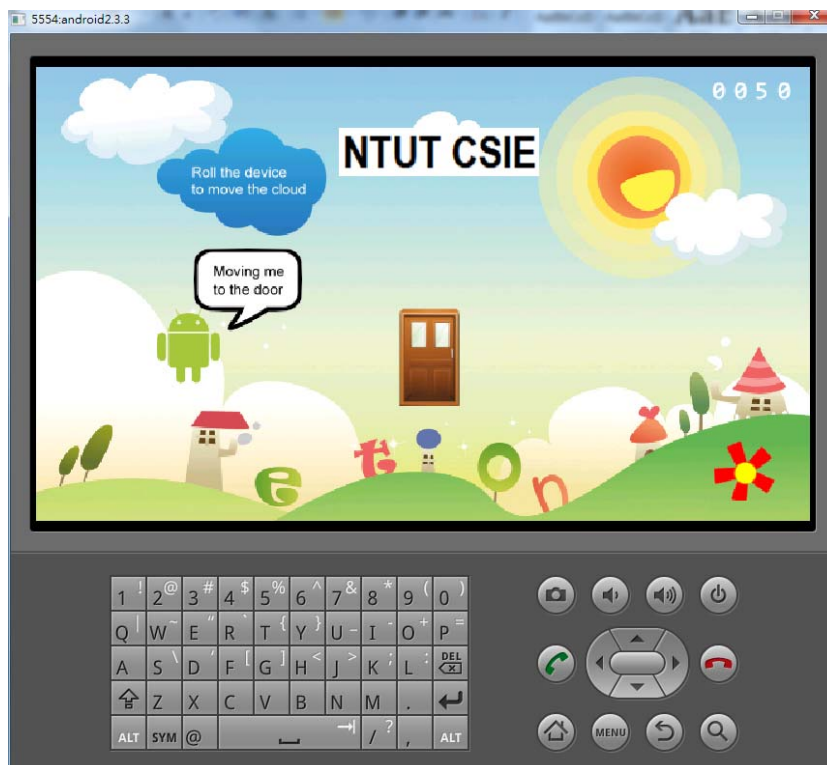 5554:android2.3.3
0050
NTUT CSIE
Roll the device
to move the cloud
Moving me
to the door
e t o n
1 ! 2 @ 3 # 4 $ 5 % 6 ^ 7 & 8 * 9 ( 0 )
Q | W ~ E " R ` T { Y } U _ I - O + P =
A S \ D ' F [ G ] H < J > K ; L : DEL
Z X C V B N M .
ALT SYM @ / ? , ALT
MENU